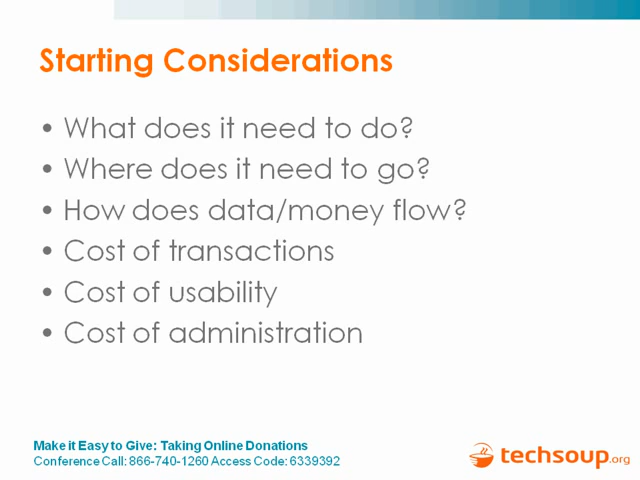 Starting Considerations
• What does it need to do?
• Where does it need to go?
• How does data/money flow?
• Cost of transactions
• Cost of usability
• Cost of administration
Make it Easy to Give: Taking Online Donations
Conference Call: 866-740-1260 Access Code: 6339392
techsoup.org